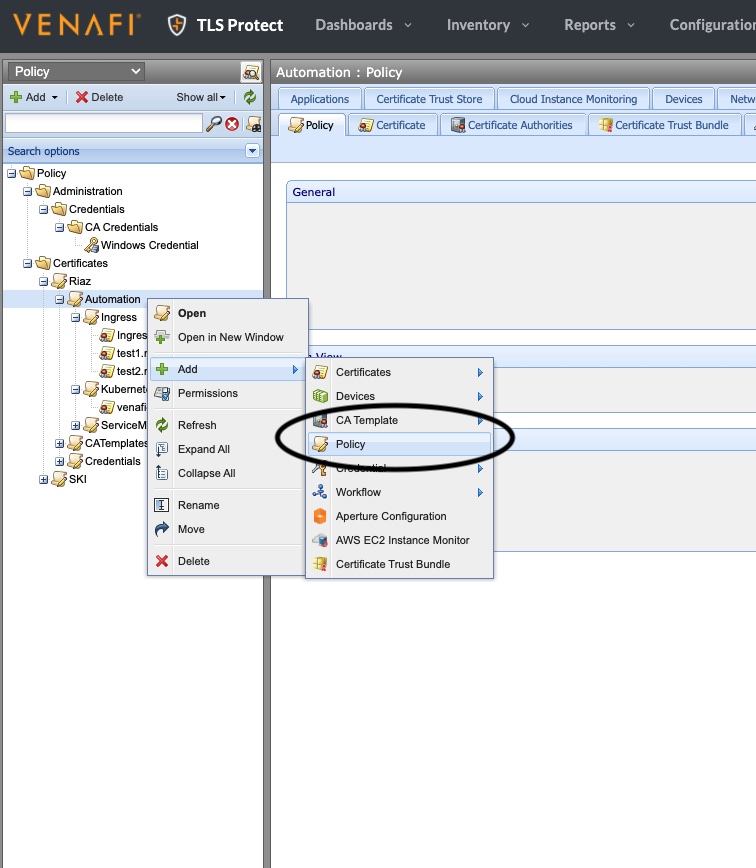 VENAFI® TLS Protect Dashboards Inventory Reports Configuration
Policy
Automation : Policy
Add Delete Show all
Applications Certificate Trust Store Cloud Instance Monitoring Devices
Policy Certificate Certificate Authorities Certificate Trust Bundle
Search options
General
Policy
Administration
Credentials
CA Credentials
Windows Credential
Certificates
Riaz
Automation
Ingress
Ingres
test1.
test2.
Kubernet
venafi
ServiceM
CATemplates
Credentials
SKI
Open
Open in New Window
Add
Permissions
Refresh
Expand All
Collapse All
Rename
Move
Delete
View
Certificates
Devices
CA Template
Policy
Credential
Workflow
Aperture Configuration
AWS EC2 Instance Monitor
Certificate Trust Bundle